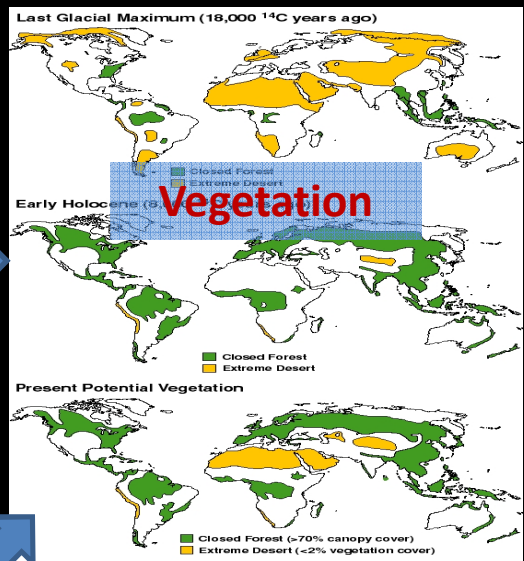 Last Glacial Maximum (18,000 ¹⁴C years ago)
Closed Forest
Extreme Desert
Vegetation
Early Holocene (8,
Closed Forest
Extreme Desert
Present Potential Vegetation
Closed Forest (>70% canopy cover)
Extreme Desert (<2% vegetation cover)